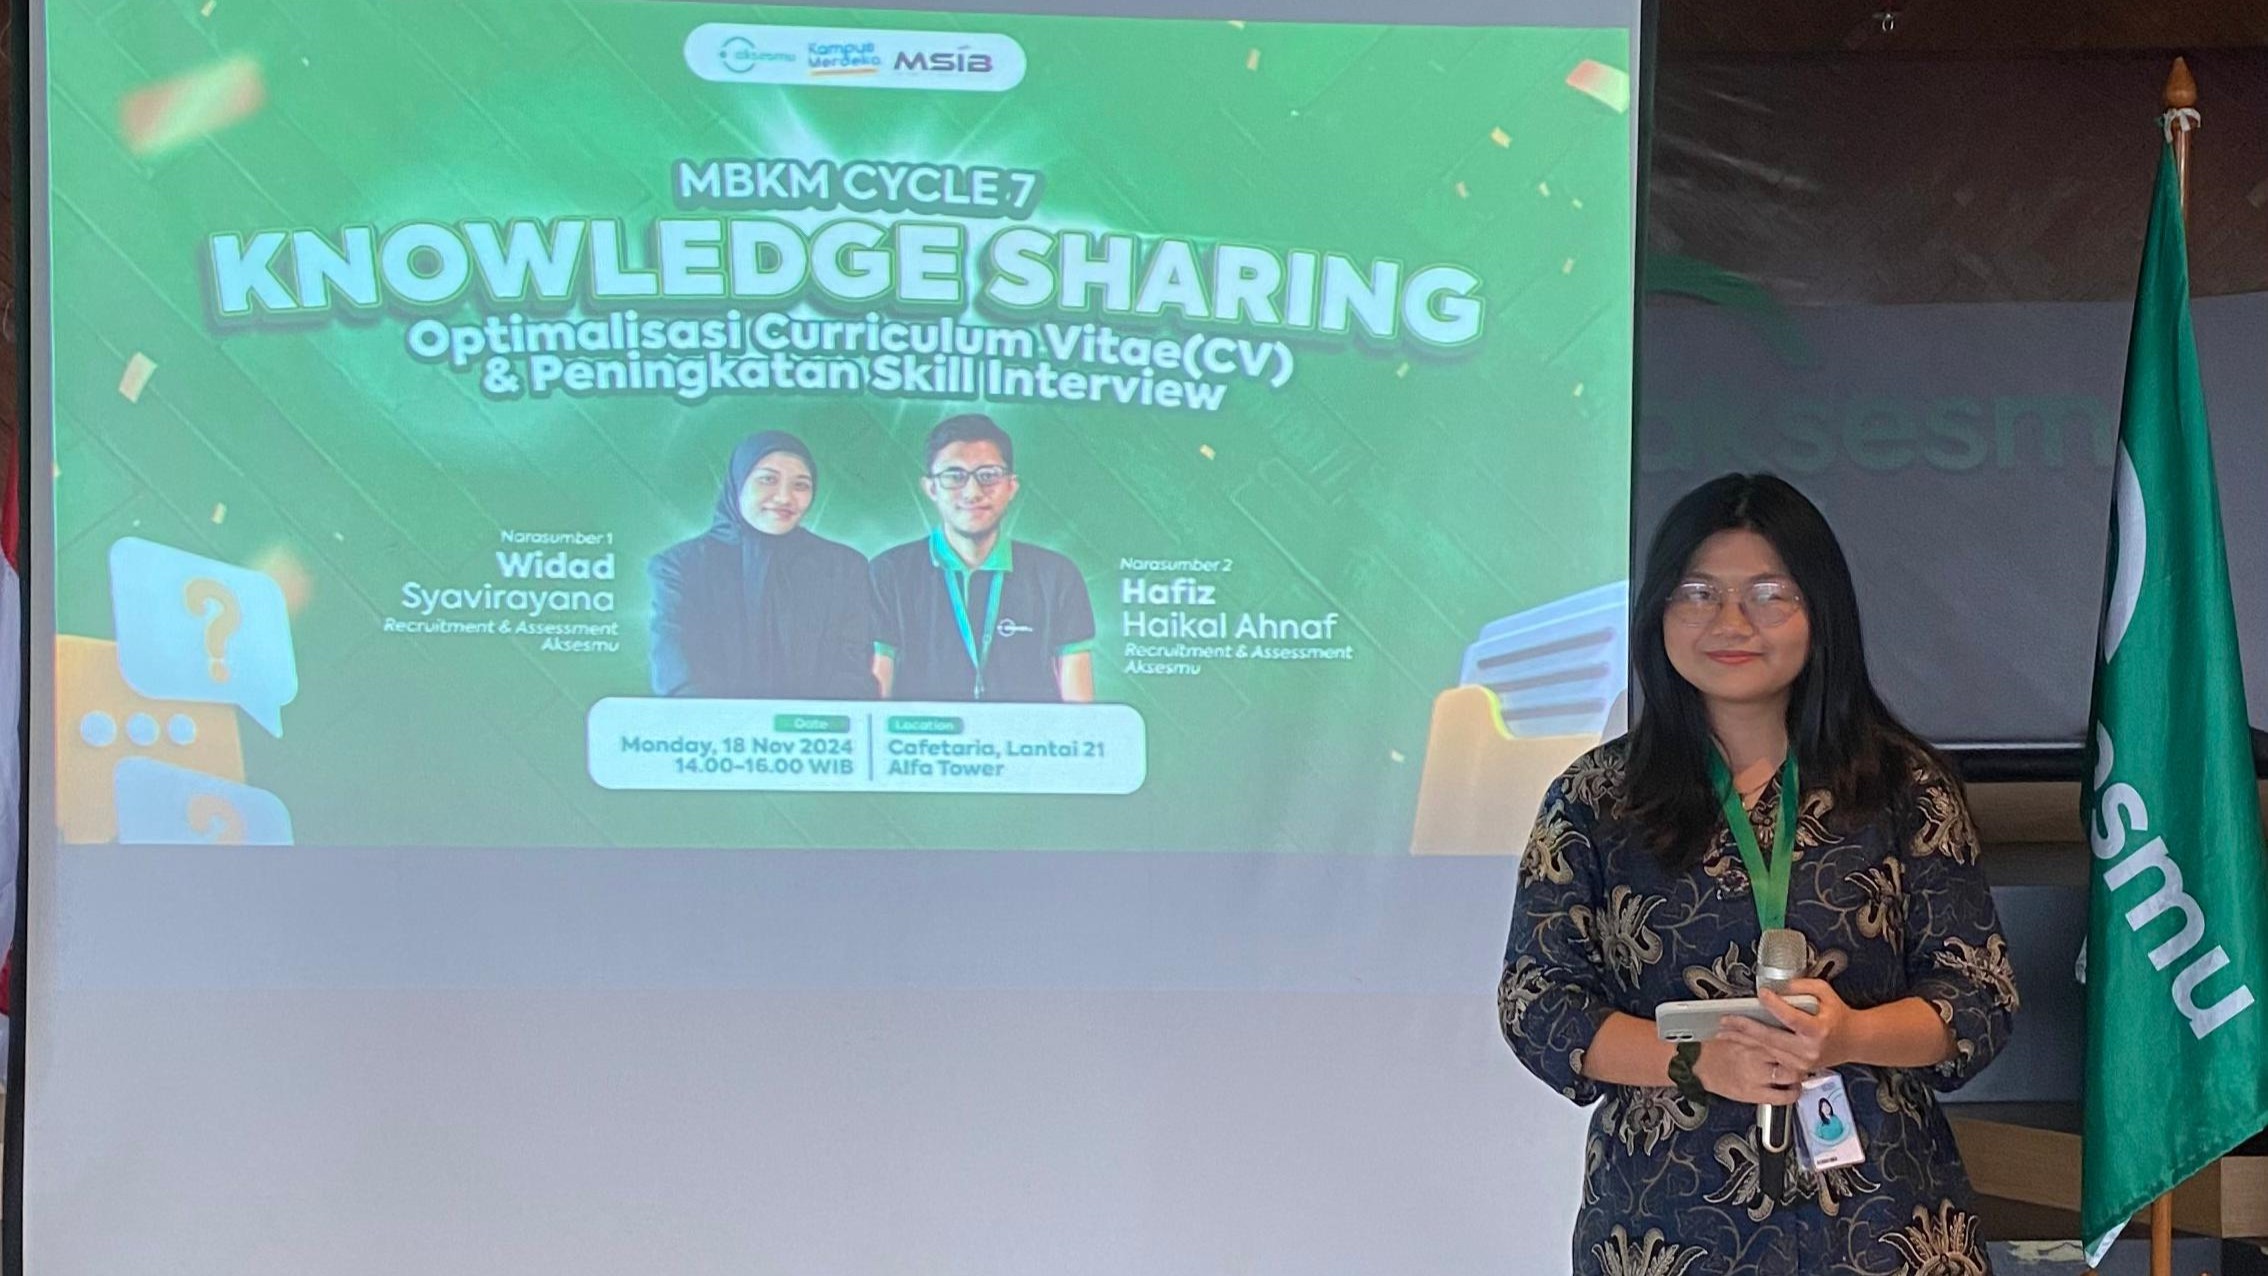 aksesmu Kampus Merdeka MSIB
MBKM CYCLE 7
KNOWLEDGE SHARING
Optimalisasi Curriculum Vitae(CV)
& Peningkatan Skill Interview
Narasumber 1
Widad
Syavirayana
Recruitment & Assessment
Aksesmu
Narasumber 2
Hafiz
Haikal Ahnaf
Recruitment & Assessment
Aksesmu
Date
Monday, 18 Nov 2024
14.00-16.00 WIB
Location
Cafetaria, Lantai 21
Alfa Tower
aksesm
esmu